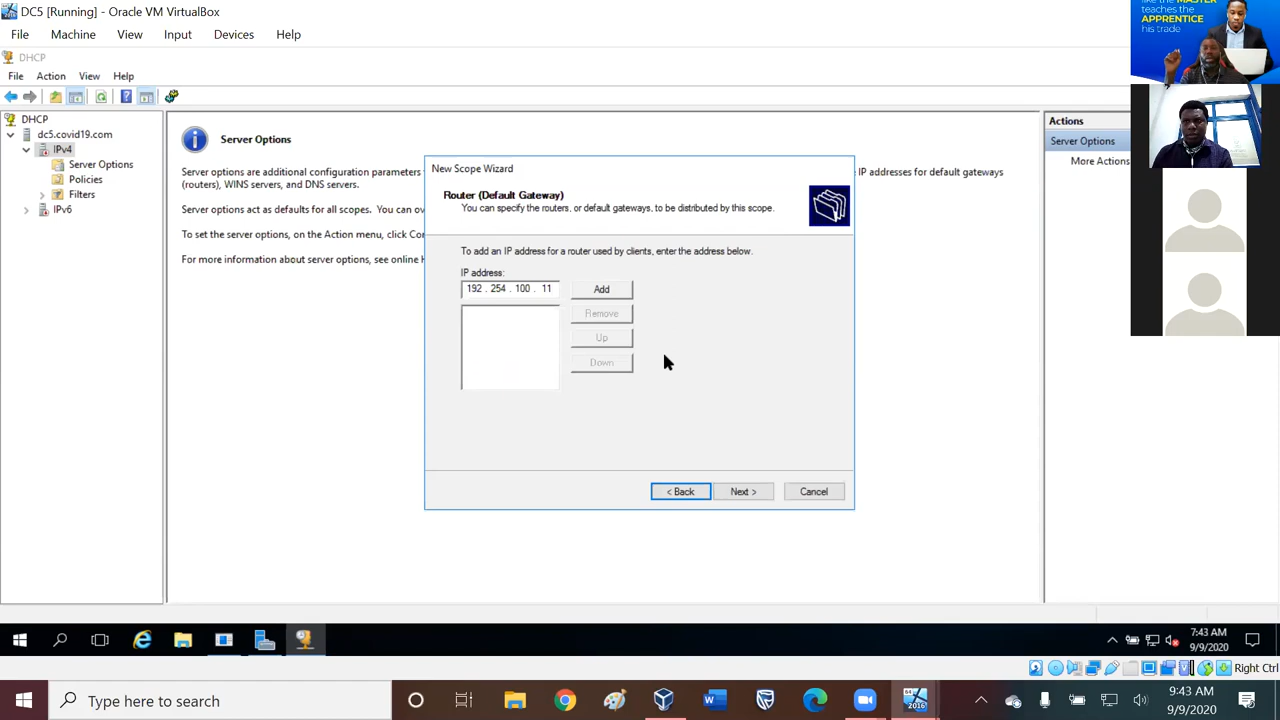 DC5 [Running] - Oracle VM VirtualBox
File Machine View Input Devices Help
like the MASTER
teaches the
APPRENTICE
his trade
DHCP
File Action View Help
DHCP
dc5.covid19.com
IPv4
Server Options
Policies
Filters
IPv6
Server Options
Server Options are additional configuration parameters
(routers), WINS servers, and DNS servers.
IP addresses for default gateways
Server options act as defaults for all scopes. You can ov
To set the server options, on the Action menu, click Co
For more information about server options, see online
New Scope Wizard
Router (Default Gateway)
You can specify the routers, or default gateways, to be distributed by this scope.
To add an IP address for a router used by clients, enter the address below.
IP address:
192 . 254 . 100 . 11
Add
Remove
Up
Down
< Back
Next >
Cancel
Actions
Server Options
More Actions
7:43 AM
9/9/2020
Right Ctrl
Type here to search
2016
9:43 AM
9/9/2020